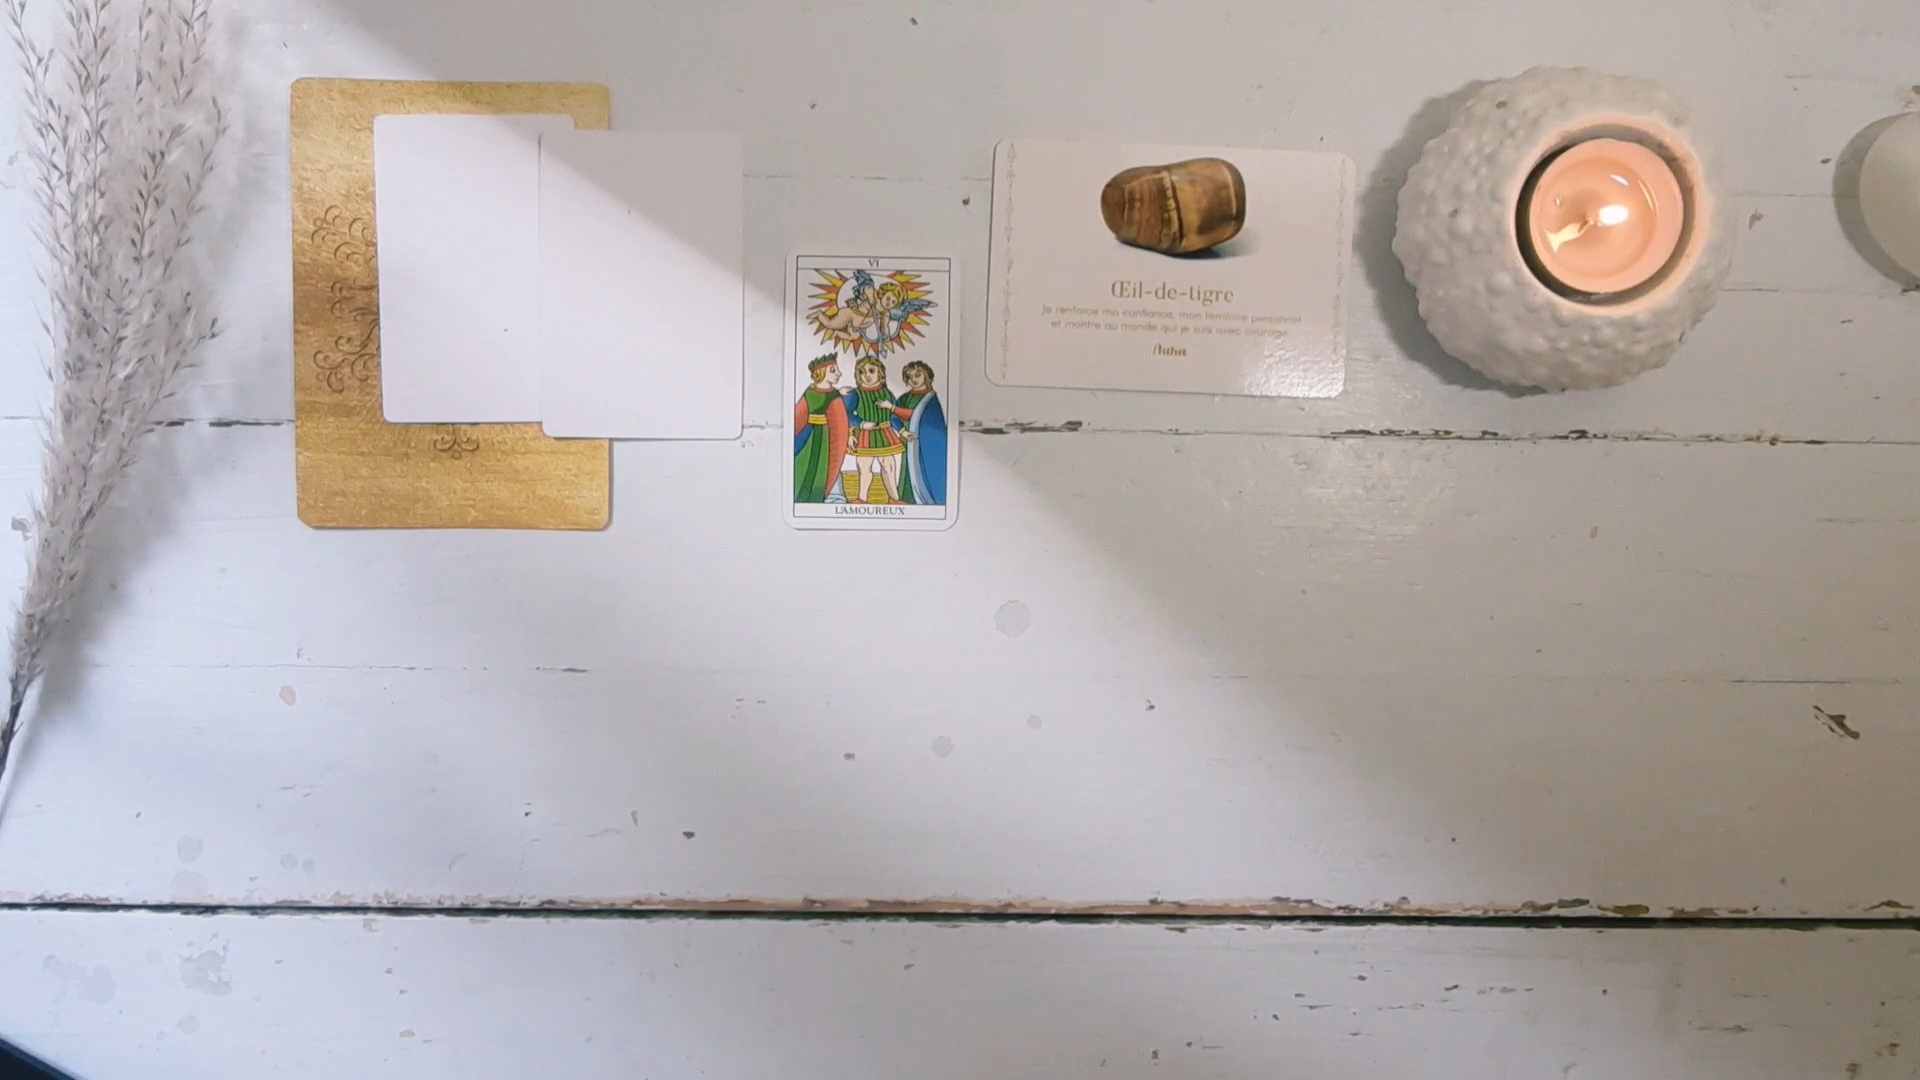 VI
L'AMOUREUX
Œil-de-tigre
Je renforce ma confiance, mon territoire personnel
et montre au monde qui je suis avec courage.